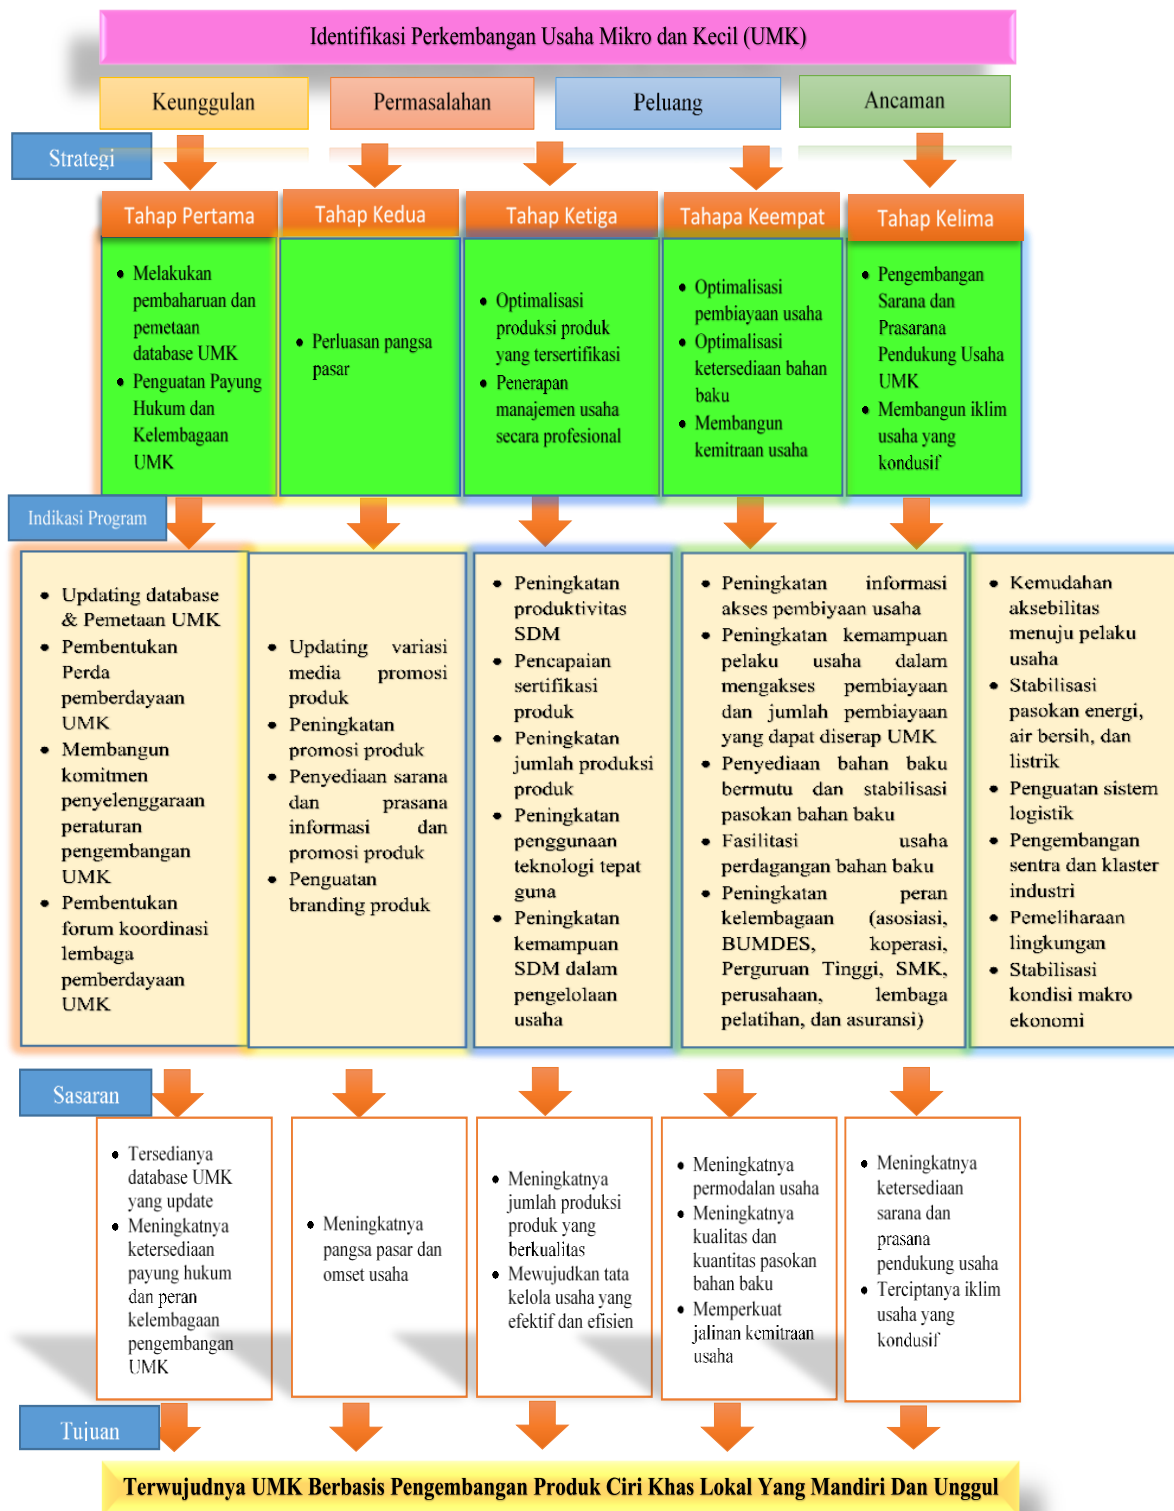 Identifikasi Perkembangan Usaha Mikro dan Kecil (UMK)
Keunggulan
Permasalahan
Peluang
Ancaman
Strategi
Tahap Pertama
Tahap Kedua
Tahap Ketiga
Tahapa Keempat
Tahap Kelima
• Melakukan
pembaharuan dan
pemetaan
database UMK
• Penguatan Payung
Hukum dan
Kelembagaan
UMK
• Perluasan pangsa
pasar
• Optimalisasi
produksi produk
yang tersertifikasi
• Penerapan
manajemen usaha
secara profesional
• Optimalisasi
pembiayaan usaha
• Optimalisasi
ketersediaan bahan
baku
• Membangun
kemitraan usaha
• Pengembangan
Sarana dan
Prasarana
Pendukung Usaha
UMK
• Membangun iklim
usaha yang
kondusif
Indikasi Program
• Updating database
& Pemetaan UMK
• Pembentukan
Perda
pemberdayaan
UMK
• Membangun
komitmen
penyelenggaraan
peraturan
pengembangan
UMK
• Pembentukan
forum koordinasi
lembaga
pemberdayaan
UMK
• Updating variasi
media promosi
produk
• Peningkatan
promosi produk
• Penyediaan sarana
dan prasana
informasi dan
promosi produk
• Penguatan
branding produk
• Peningkatan
produktivitas
SDM
• Pencapaian
sertifikasi
produk
• Peningkatan
jumlah produksi
produk
• Peningkatan
penggunaan
teknologi tepat
guna
• Peningkatan
kemampuan
SDM dalam
pengelolaan
usaha
• Peningkatan informasi
akses pembiyaan usaha
• Peningkatan kemampuan
pelaku usaha dalam
mengakses pembiayaan
dan jumlah pembiayaan
yang dapat diserap UMK
• Penyediaan bahan baku
bermutu dan stabilisasi
pasokan bahan baku
• Fasilitasi usaha
perdagangan bahan baku
• Peningkatan peran
kelembagaan (asosiasi,
BUMDES, koperasi,
Perguruan Tinggi, SMK,
perusahaan, lembaga
pelatihan, dan asuransi)
• Kemudahan
aksebilitas
menuju pelaku
usaha
• Stabilisasi
pasokan energi,
air bersih, dan
listrik
• Penguatan sistem
logistik
• Pengembangan
sentra dan klaster
industri
• Pemeliharaan
lingkungan
• Stabilisasi
kondisi makro
ekonomi
Sasaran
• Tersedianya
database UMK
yang update
• Meningkatnya
ketersediaan
payung hukum
dan peran
kelembagaan
pengembangan
UMK
• Meningkatnya
pangsa pasar dan
omset usaha
• Meningkatnya
jumlah produksi
produk yang
berkualitas
• Mewujudkan tata
kelola usaha yang
efektif dan efisien
• Meningkatnya
permodalan usaha
• Meningkatnya
kualitas dan
kuantitas pasokan
bahan baku
• Memperkuat
jalinan kemitraan
usaha
• Meningkatnya
ketersediaan
sarana dan
prasana
pendukung usaha
• Terciptanya iklim
usaha yang
kondusif
Tujuan
Terwujudnya UMK Berbasis Pengembangan Produk Ciri Khas Lokal Yang Mandiri Dan Unggul